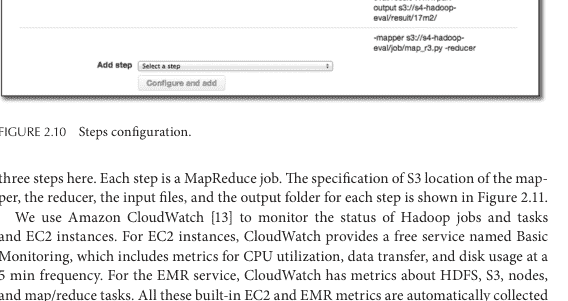 output s3://s4-hadoop-
eval/result/17m2/
-mapper s3://s4-hadoop-
eval/job/map_r3.py -reducer
Add step Select a step
Configure and add
FIGURE 2.10 Steps configuration.
three steps here. Each step is a MapReduce job. The specification of S3 location of the map-
per, the reducer, the input files, and the output folder for each step is shown in Figure 2.11.
We use Amazon CloudWatch [13] to monitor the status of Hadoop jobs and tasks
and EC2 instances. For EC2 instances, CloudWatch provides a free service named Basic
Monitoring, which includes metrics for CPU utilization, data transfer, and disk usage at a
5 min frequency. For the EMR service, CloudWatch has metrics about HDFS, S3, nodes,
and map/reduce tasks. All these built-in EC2 and EMR metrics are automatically collected